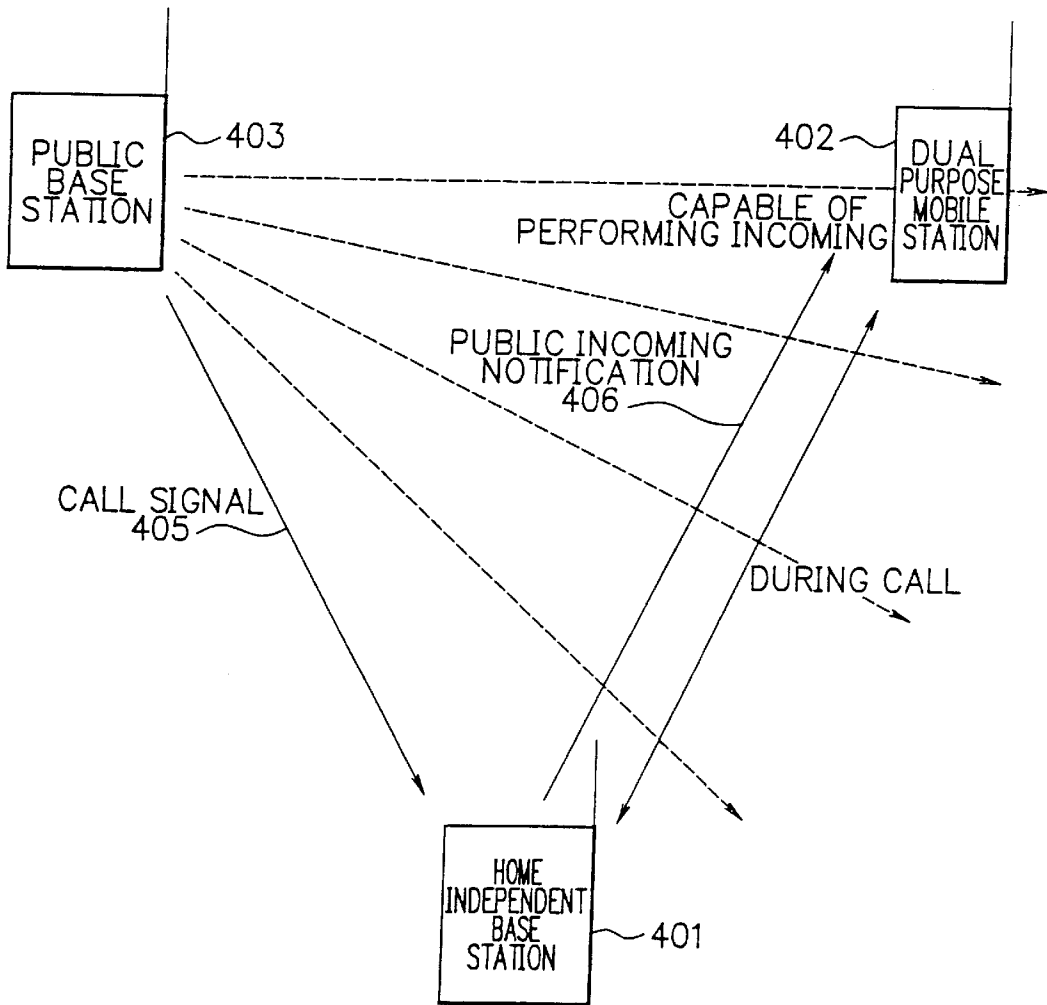 PUBLIC
BASE
STATION
403
402
DUAL
PURPOSE
MOBILE
STATION
CAPABLE OF
PERFORMING INCOMING
PUBLIC INCOMING
NOTIFICATION
406
CALL SIGNAL
405
DURING CALL
HOME
INDEPENDENT
BASE
STATION
401